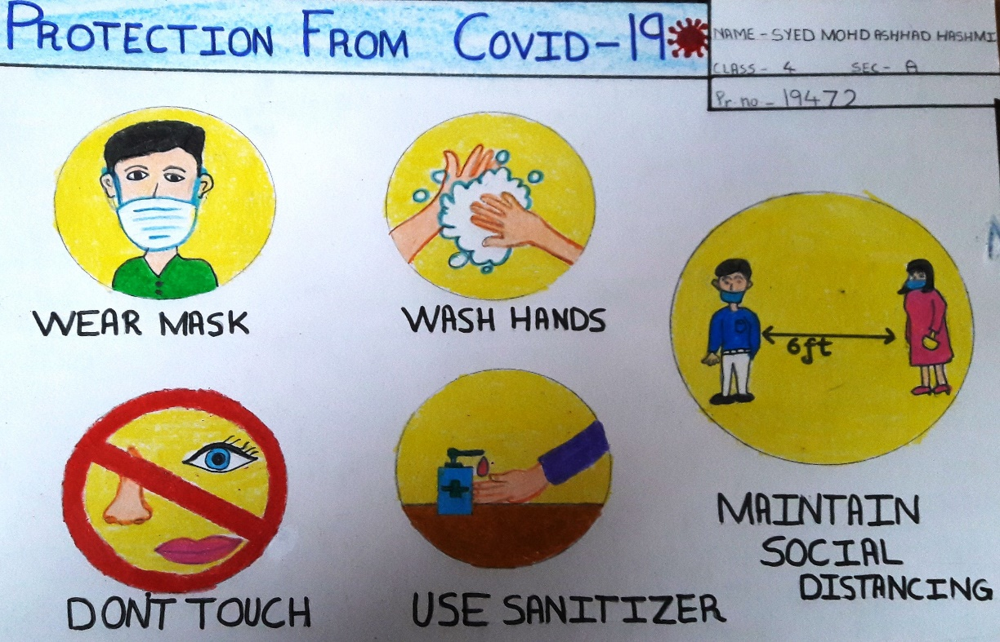 PROTECTION FROM COVID-19
NAME - SYED MOHD ASHHAD HASHMI
CLASS - 4 SEC - A
Pr. no - 19472
WEAR MASK
WASH HANDS
6ft
DON'T TOUCH
USE SANITIZER
MAINTAIN
SOCIAL
DISTANCING